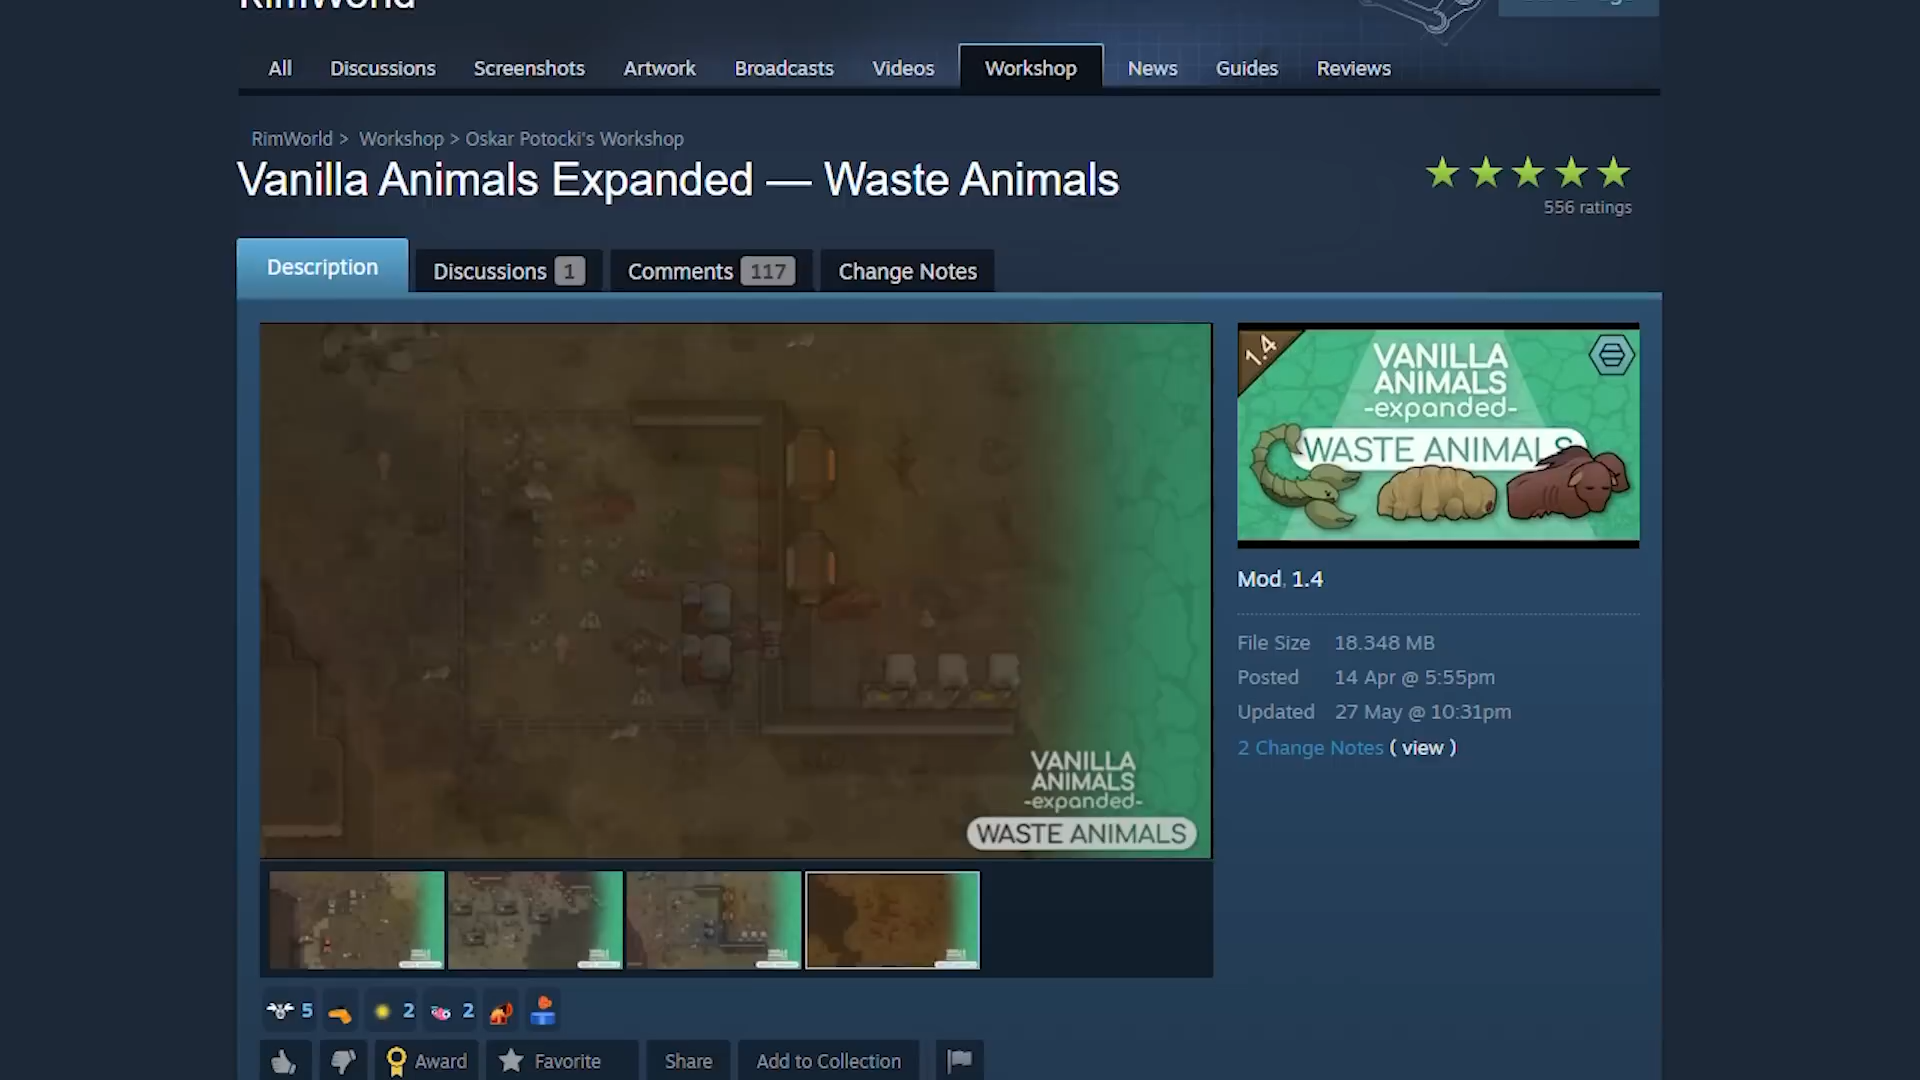 RimWorld
All Discussions Screenshots Artwork Broadcasts Videos Workshop News Guides Reviews
RimWorld > Workshop > Oskar Potocki's Workshop
Vanilla Animals Expanded — Waste Animals
556 ratings
Description Discussions 1 Comments 117 Change Notes
1.4
VANILLA
ANIMALS
-expanded-
WASTE ANIMALS
Mod, 1.4
File Size 18.348 MB
Posted 14 Apr @ 5:55pm
Updated 27 May @ 10:31pm
2 Change Notes ( view )
VANILLA
ANIMALS
-expanded-
WASTE ANIMALS
5 2 2
Award Favorite Share Add to Collection